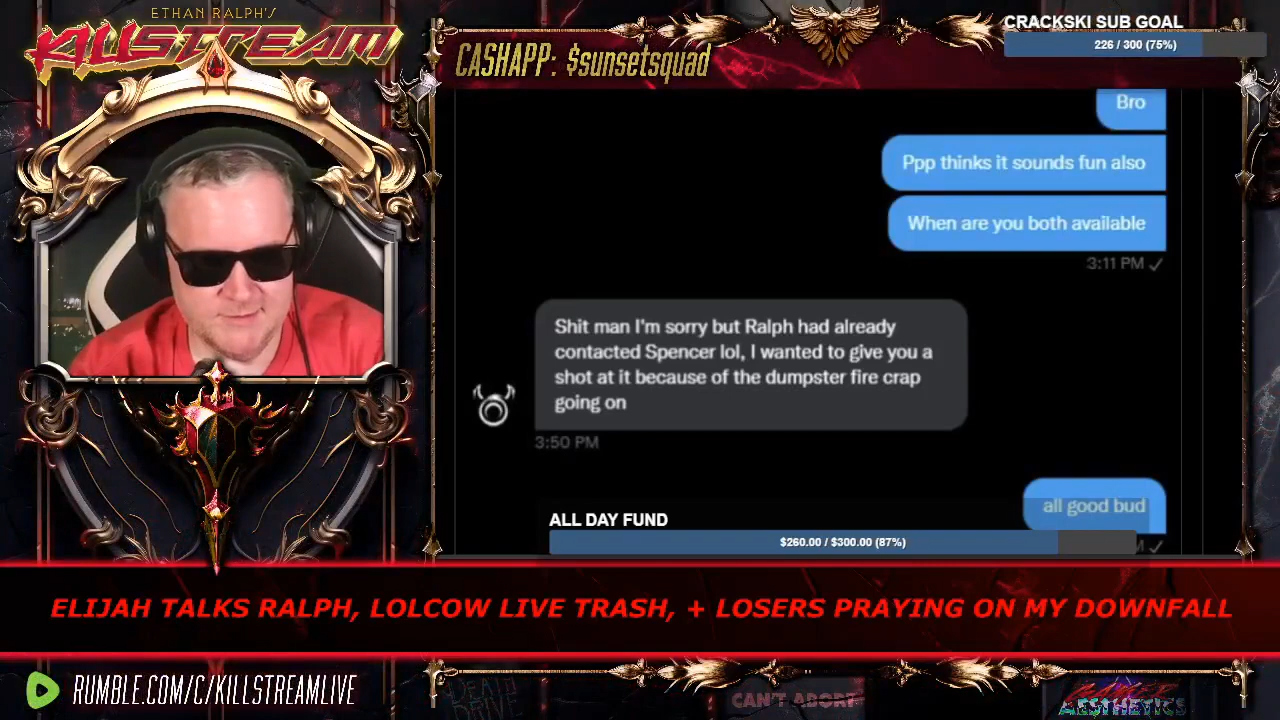 ETHAN RALPH'S
KILLSTREAM
CASHAPP: $sunsetsquad
CRACKSKI SUB GOAL
226 / 300 (75%)
Bro
Ppp thinks it sounds fun also
When are you both available
3:11 PM ✓
Shit man I'm sorry but Ralph had already
contacted Spencer lol, I wanted to give you a
shot at it because of the dumpster fire crap
going on
3:50 PM
all good bud
ALL DAY FUND
$260.00 / $300.00 (87%)
ELIJAH TALKS RALPH, LOLCOW LIVE TRASH, + LOSERS PRAYING ON MY DOWNFALL
RUMBLE.COM/C/KILLSTREAMLIVE
DEATH
DRIVE
CAN'T ABORT
AESTHETICS